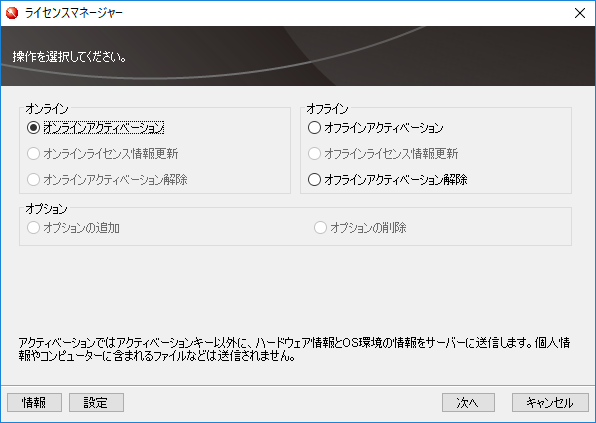 ライセンスマネージャー
操作を選択してください。
オンライン
オンラインアクティベーション
オンラインライセンス情報更新
オンラインアクティベーション解除
オフライン
オフラインアクティベーション
オフラインライセンス情報更新
オフラインアクティベーション解除
オプション
オプションの追加
オプションの削除
アクティベーションではアクティベーションキー以外に、ハードウェア情報とOS環境の情報をサーバーに送信します。個人情
報やコンピューターに含まれるファイルなどは送信されません。
情報
設定
次へ
キャンセル